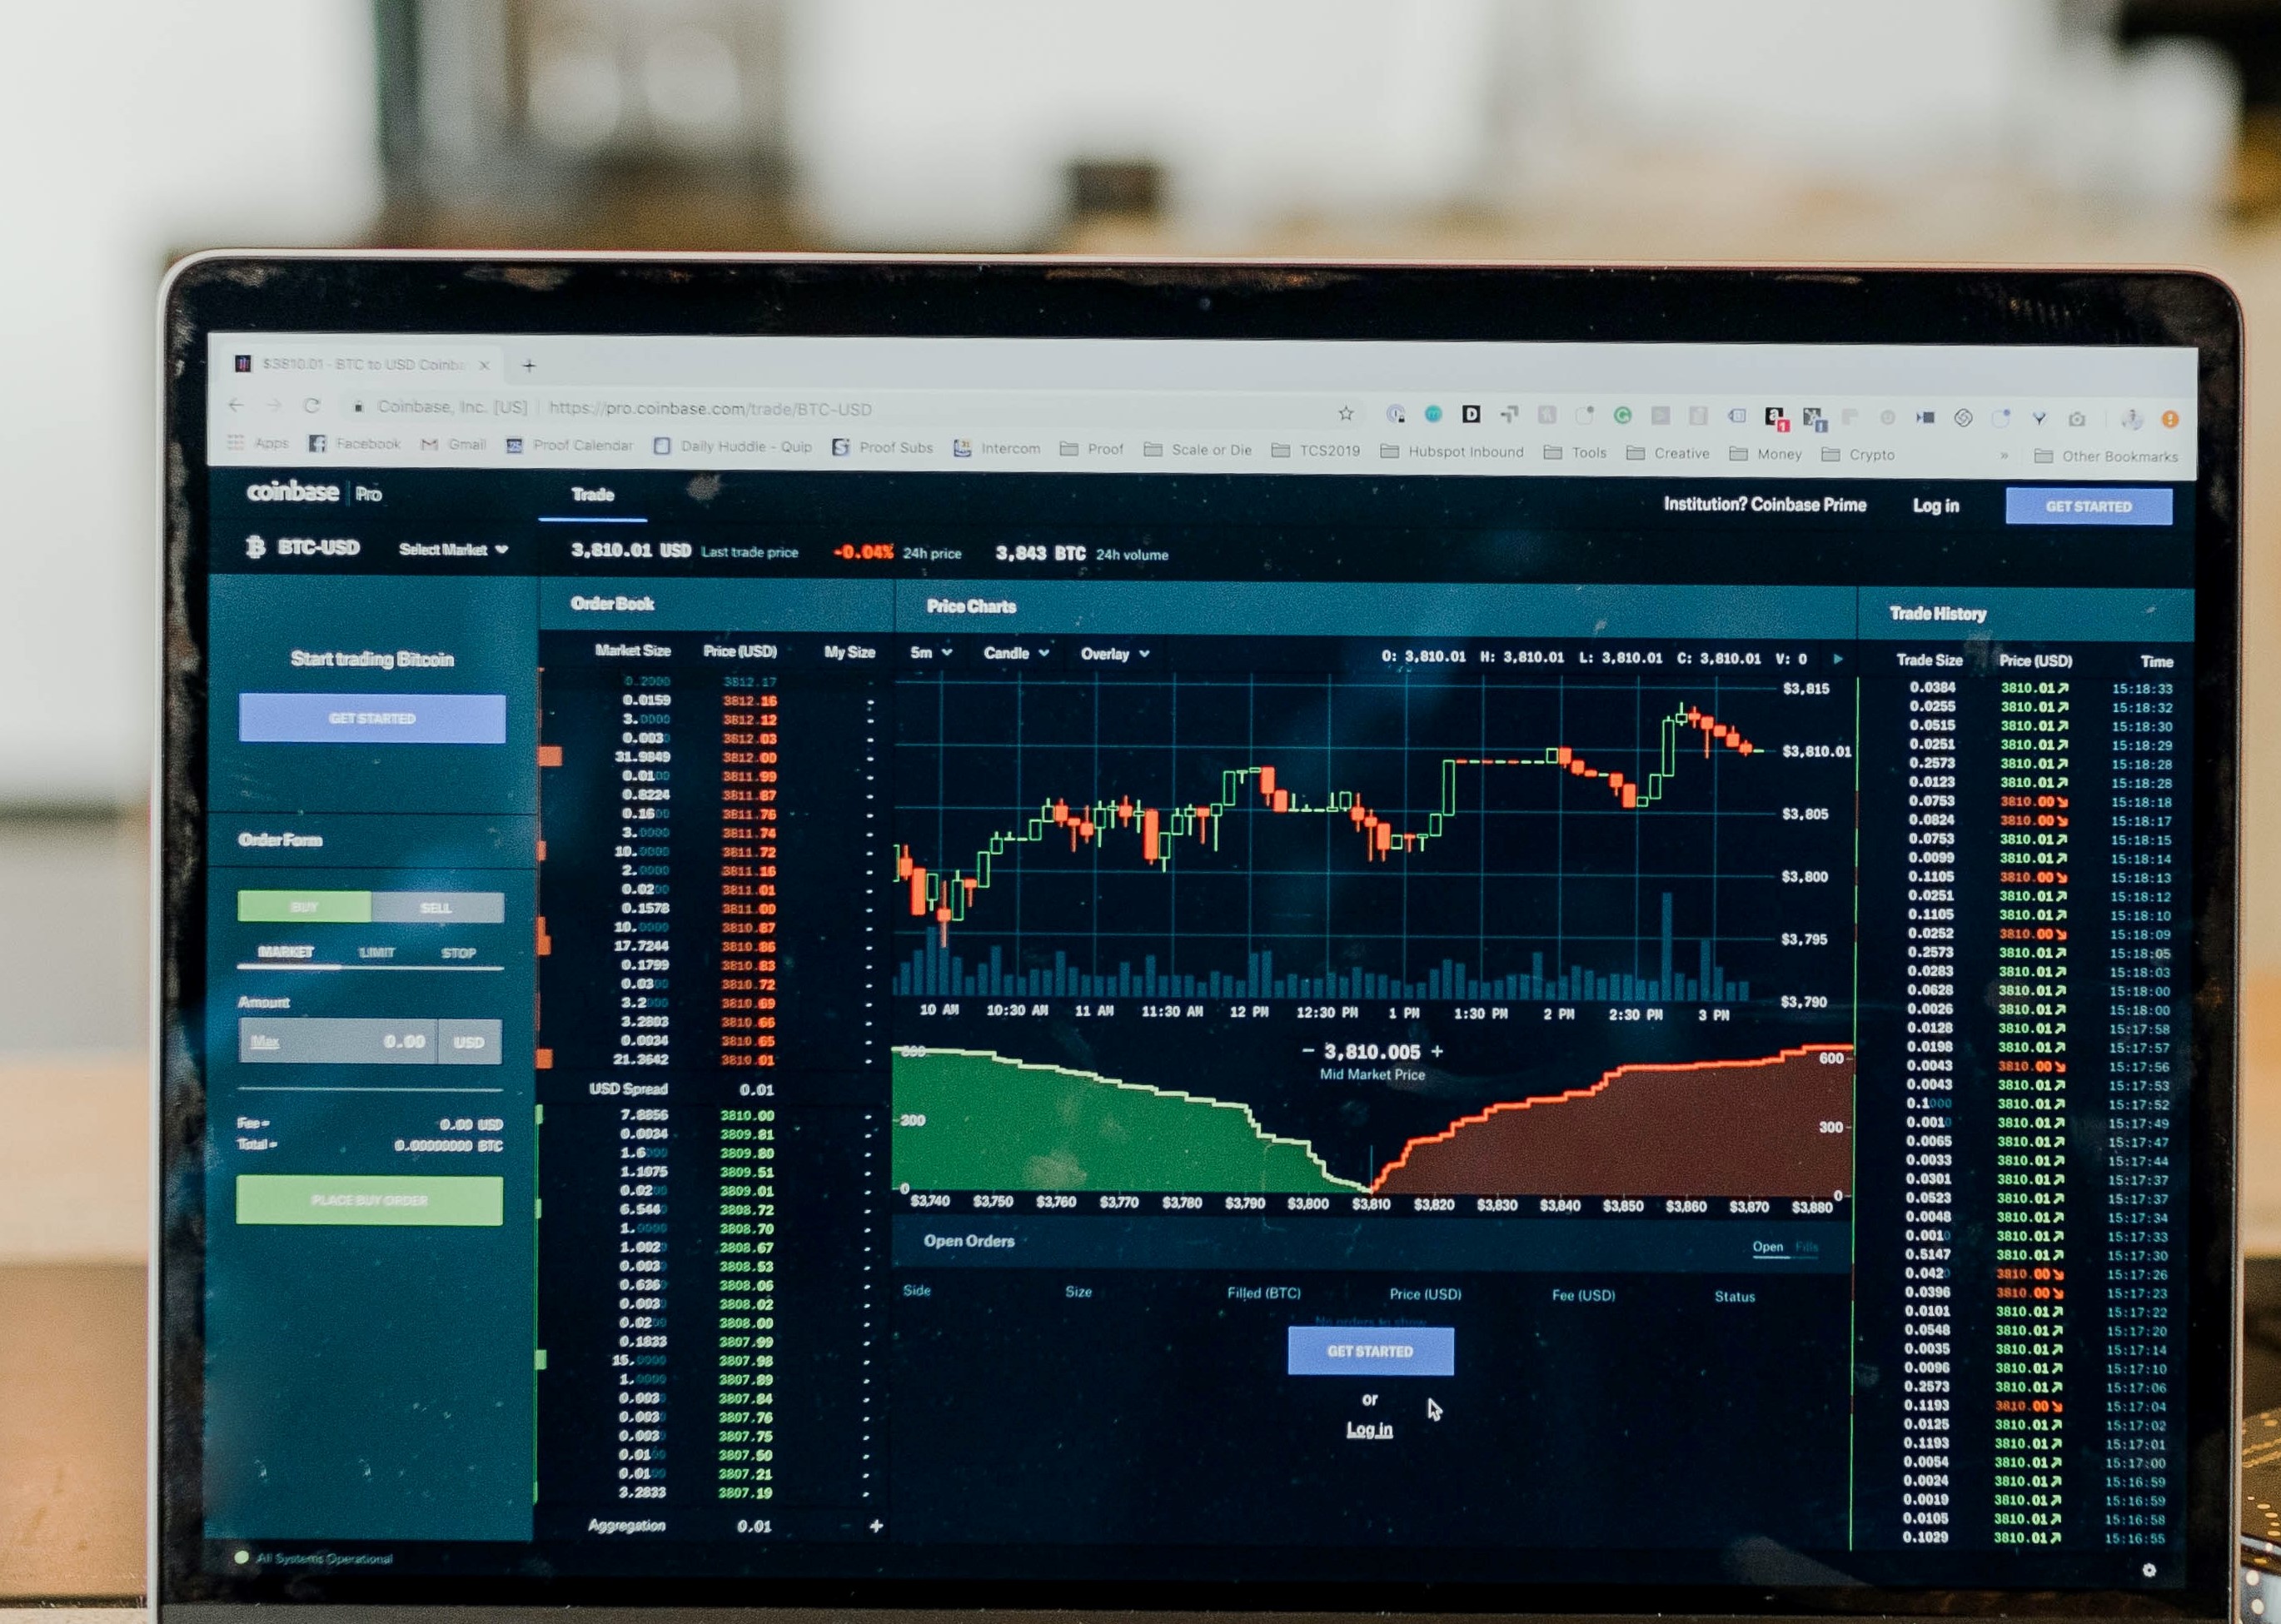 $3810.01 - BTC to USD Coinba
Coinbase, Inc. [US] | https://pro.coinbase.com/trade/BTC-USD
Apps Facebook Gmail Proof Calendar Daily Huddle - Quip Proof Subs Intercom Proof Scale or Die TCS2019 Hubspot Inbound Tools Creative Money Crypto » Other Bookmarks
coinbase Pro Trade Institution? Coinbase Prime Log in GET STARTED
BTC-USD Select Market 3,810.01 USD Last trade price -0.04% 24h price 3,843 BTC 24h volume
Start trading Bitcoin
GET STARTED
Order Form
BUY SELL
MARKET LIMIT STOP
Amount
Max 0.00 USD
Fee ≈ 0.00 USD
Total ≈ 0.00000000 BTC
PLACE BUY ORDER
All Systems Operational
Order Book
Market Size Price (USD) My Size
0.2000 3812.17
0.0159 3812.16 -
3.0000 3812.12 -
0.003 3812.03 -
31.9849 3812.00 -
0.0100 3811.99 -
0.8224 3811.87 -
0.1600 3811.76 -
3.0000 3811.74 -
10.0000 3811.72 -
2.0000 3811.16 -
0.0200 3811.01 -
0.1578 3811.00 -
10.0000 3810.87 -
17.7244 3810.86 -
0.1799 3810.83 -
0.0300 3810.72 -
3.2000 3810.69 -
3.2803 3810.66 -
0.0034 3810.65 -
21.3642 3810.01 -
USD Spread 0.01
7.8856 3810.00 -
0.0034 3809.81 -
1.6000 3809.80 -
1.1975 3809.51 -
0.0200 3809.01 -
6.544 3808.72 -
1.0000 3808.70 -
1.002 3808.67 -
0.003 3808.53 -
0.636 3808.06 -
0.003 3808.02 -
0.0200 3808.00 -
0.1833 3807.99 -
15.0000 3807.98 -
1.0000 3807.89 -
0.003 3807.84 -
0.003 3807.76 -
0.003 3807.75 -
0.0100 3807.50 -
0.0100 3807.21 -
3.2833 3807.19 -
Aggregation 0.01 - +
Price Charts
5m Candle Overlay O: 3,810.01 H: 3,810.01 L: 3,810.01 C: 3,810.01 V: 0
$3,815
$3,810.01
$3,805
$3,800
$3,795
$3,790
10 AM 10:30 AM 11 AM 11:30 AM 12 PM 12:30 PM 1 PM 1:30 PM 2 PM 2:30 PM 3 PM
- 3,810.005 +
Mid Market Price
600 600
300 300
0 0
$3,740 $3,750 $3,760 $3,770 $3,780 $3,790 $3,800 $3,810 $3,820 $3,830 $3,840 $3,850 $3,860 $3,870 $3,880
Open Orders Open Fills
Side Size Filled (BTC) Price (USD) Fee (USD) Status
No orders to show
GET STARTED
or
Log in
Trade History
Trade Size Price (USD) Time
0.0384 3810.01↗ 15:18:33
0.0255 3810.01↗ 15:18:32
0.0515 3810.01↗ 15:18:30
0.0251 3810.01↗ 15:18:29
0.2573 3810.01↗ 15:18:28
0.0123 3810.01↗ 15:18:28
0.0753 3810.00↘ 15:18:18
0.0824 3810.00↘ 15:18:17
0.0753 3810.01↗ 15:18:15
0.0099 3810.01↗ 15:18:14
0.1105 3810.00↘ 15:18:13
0.0251 3810.01↗ 15:18:12
0.1105 3810.01↗ 15:18:10
0.0252 3810.00↘ 15:18:09
0.2573 3810.01↗ 15:18:05
0.0283 3810.01↗ 15:18:03
0.0628 3810.01↗ 15:18:00
0.0026 3810.01↗ 15:18:00
0.0128 3810.01↗ 15:17:58
0.0198 3810.01↗ 15:17:57
0.0043 3810.00↘ 15:17:56
0.0043 3810.01↗ 15:17:53
0.1000 3810.01↗ 15:17:52
0.0010 3810.01↗ 15:17:49
0.0065 3810.01↗ 15:17:47
0.0033 3810.01↗ 15:17:44
0.0301 3810.01↗ 15:17:37
0.0523 3810.01↗ 15:17:37
0.0048 3810.01↗ 15:17:34
0.0010 3810.01↗ 15:17:33
0.5147 3810.01↗ 15:17:30
0.042 3810.00↘ 15:17:26
0.0396 3810.00↘ 15:17:23
0.0101 3810.01↗ 15:17:22
0.0548 3810.01↗ 15:17:20
0.0035 3810.01↗ 15:17:14
0.0096 3810.01↗ 15:17:10
0.2573 3810.01↗ 15:17:06
0.1193 3810.00↘ 15:17:04
0.0125 3810.01↗ 15:17:02
0.1193 3810.01↗ 15:17:01
0.0054 3810.01↗ 15:17:00
0.0024 3810.01↗ 15:16:59
0.0019 3810.01↗ 15:16:59
0.0105 3810.01↗ 15:16:58
0.1029 3810.01↗ 15:16:55